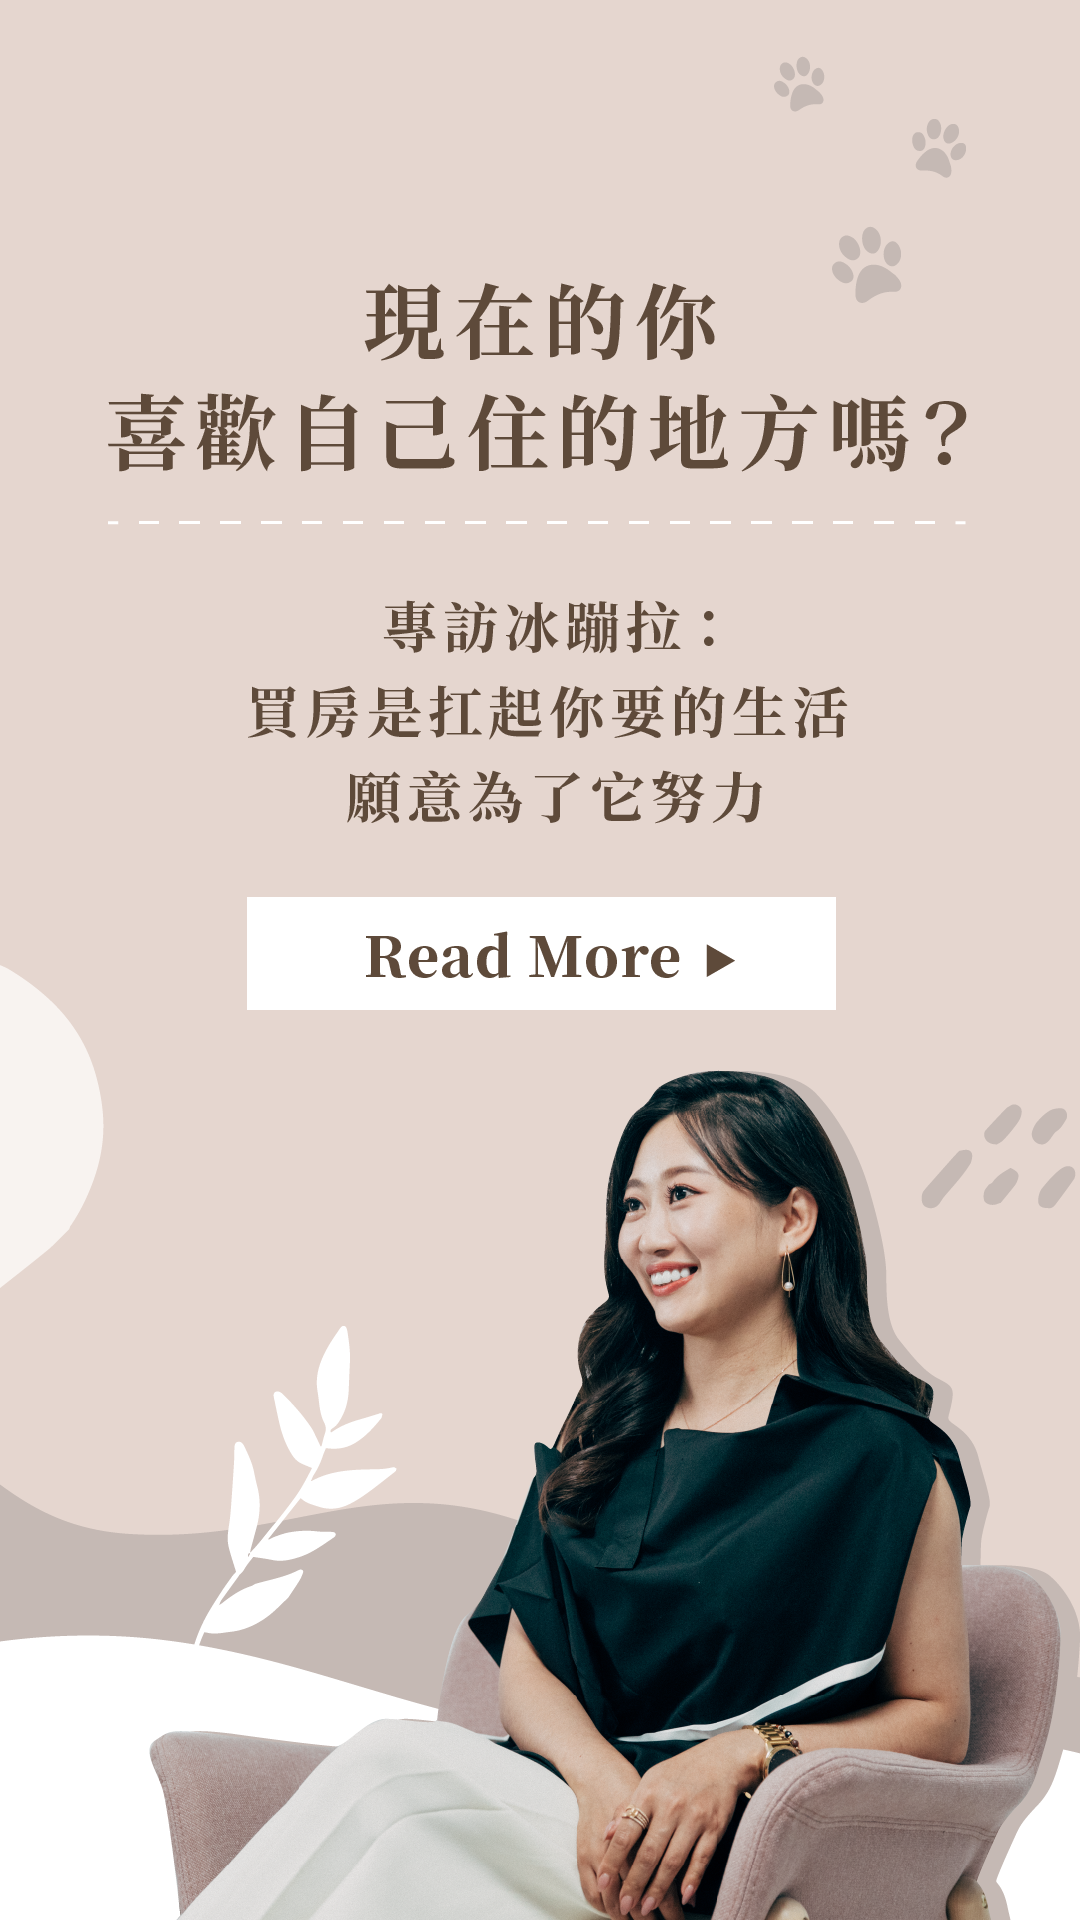 現在的你
喜歡自己住的地方嗎？
專訪冰蹦拉：
買房是扛起你要的生活
願意為了它努力
Read More ▶